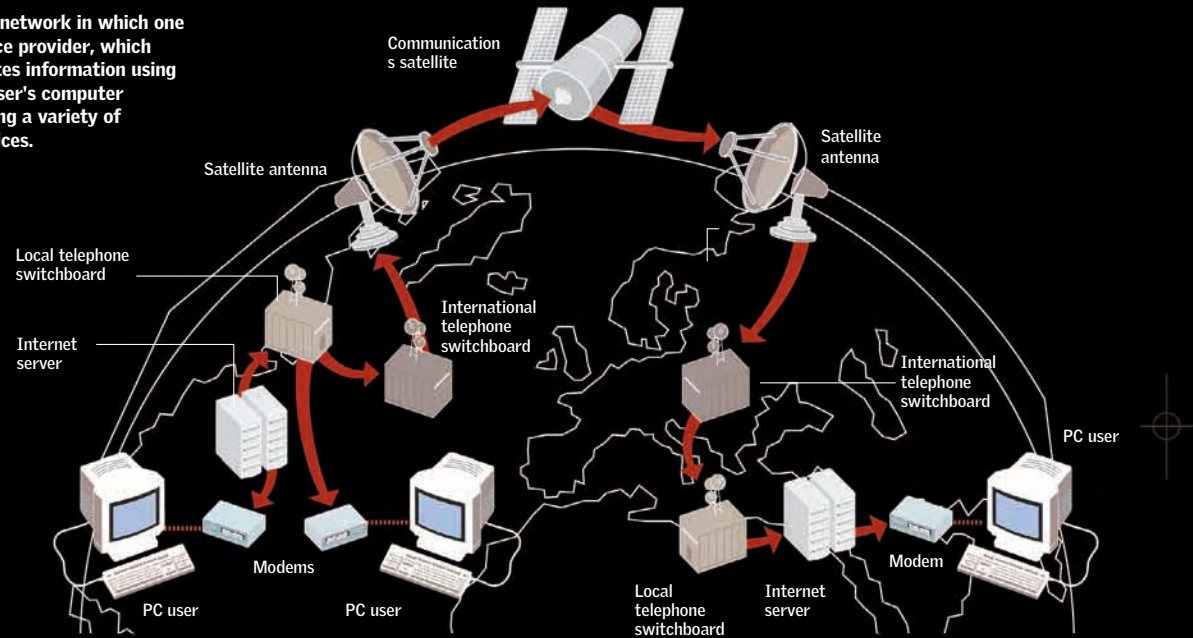 network in which one
ce provider, which
tes information using
ser's computer
ng a variety of
ices.
Communication
s satellite
Satellite antenna
Satellite
antenna
Local telephone
switchboard
Internet
server
International
telephone
switchboard
International
telephone
switchboard
PC user
Modems
Modem
PC user
PC user
Local
telephone
switchboard
Internet
server